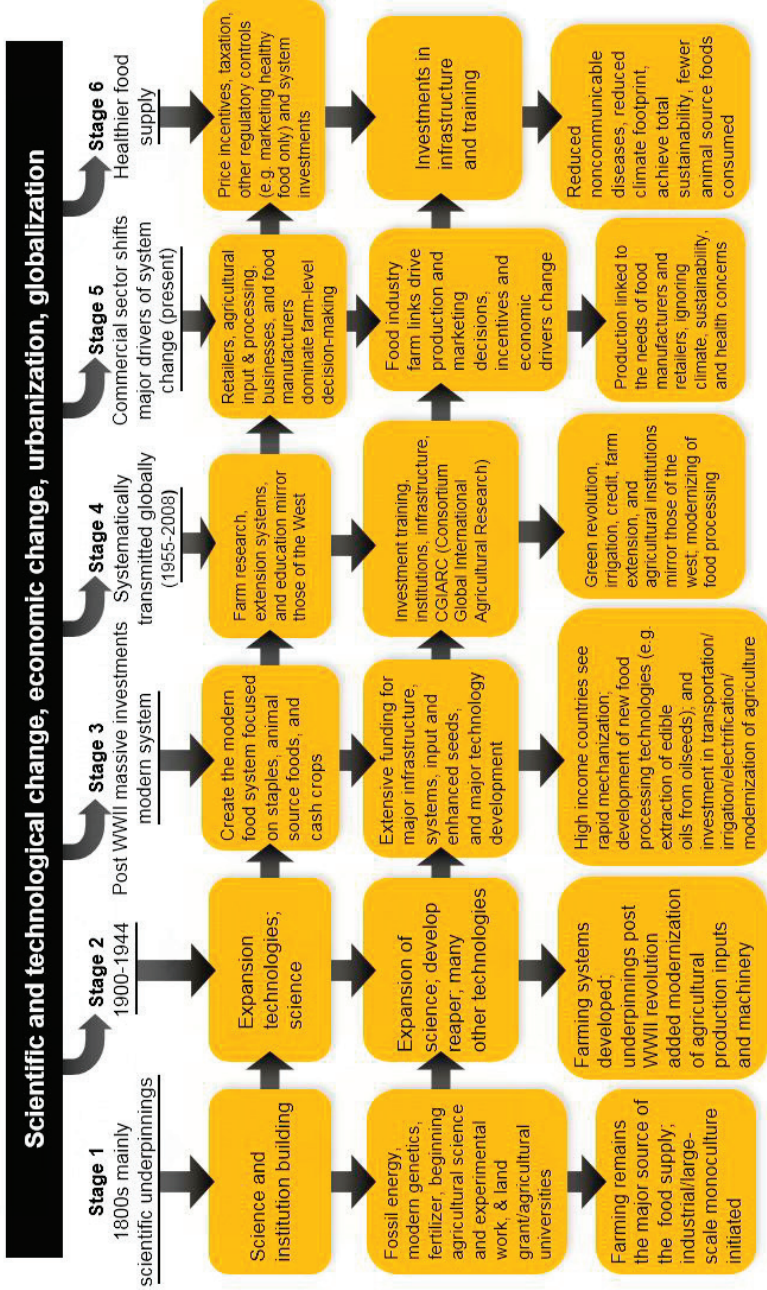 Scientific and technological change, economic change, urbanization, globalization
Stage 1
1800s mainly
scientific underpinnings
Science and
institution building
Fossil energy,
modern genetics,
fertilizer, beginning
agricultural science
and experimental
work, & land
grant/agricultural
universities
Farming remains
the major source of
the food supply;
industrial/large-
scale monoculture
initiated
Stage 2
1900-1944
Expansion
technologies;
science
Expansion of
science; develop
reaper; many
other technologies
Farming systems
developed;
underpinnings post
WWII revolution
added modernization
of agricultural
production inputs
and machinery
Stage 3
Post WWII massive investments
modern system
Create the modern
food system focused
on staples, animal
source foods, and
cash crops
Extensive funding for
major infrastructure,
systems, input and
enhanced seeds,
and major technology
development
High income countries see
rapid mechanization;
development of new food
processing technologies (e.g.
extraction of edible
oils from oilseeds); and
investment in transportation/
irrigation/electrification/
modernization of agriculture
Stage 4
Systematically
transmitted globally
(1955-2008)
Farm research,
extension systems,
and education mirror
those of the West
Investment training,
institutions, infrastructure,
CGIARC (Consortium
Global International
Agricultural Research)
Green revolution,
irrigation, credit, farm
extension, and
agricultural institutions
mirror those of the
west; modernizing of
food processing
Stage 5
Commercial sector shifts
major drivers of system
change (present)
Retailers, agricultural
input & processing,
businesses, and food
manufacturers
dominate farm-level
decision-making
Food industry
farm links drive
production and
marketing
decisions,
incentives and
economic
drivers change
Production linked to
the needs of food
manufacturers and
retailers, ignoring
climate, sustainability,
and health concerns
Stage 6
Healthier food
supply
Price incentives, taxation,
other regulatory controls
(e.g. marketing healthy
food only) and system
investments
Investments in
infrastructure
and training
Reduced
noncommunicable
diseases, reduced
climate footprint,
achieve total
sustainability, fewer
animal source foods
consumed